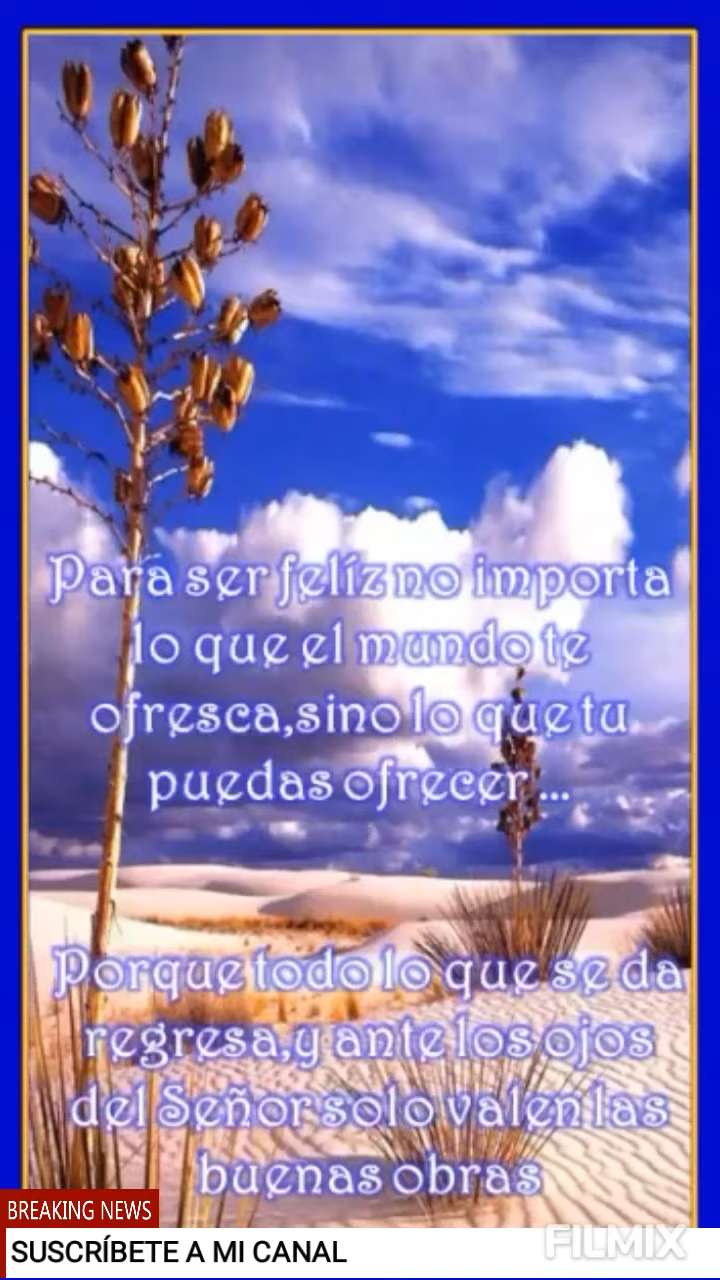 Para ser felíz no importa
lo que el mundo te
ofresca,sino lo que tu
puedas ofrecer ...
Porque todo lo que se da
regresa,y ante los ojos
del Señor solo valen las
buenas obras
BREAKING NEWS
SUSCRÍBETE A MI CANAL
FILMIX